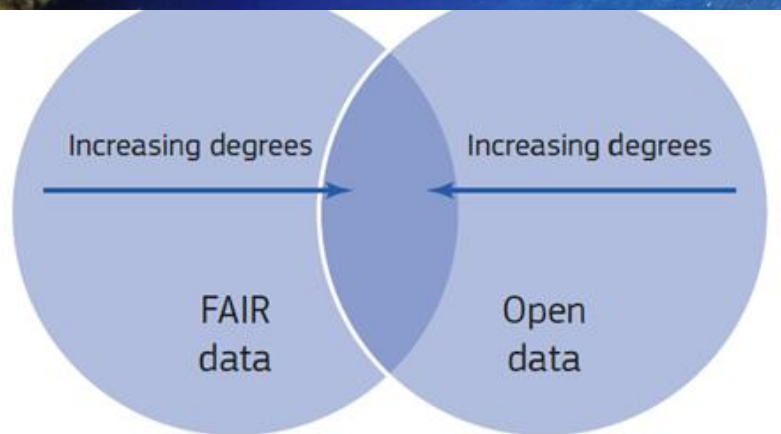 Increasing degrees
Increasing degrees
FAIR
data
Open
data